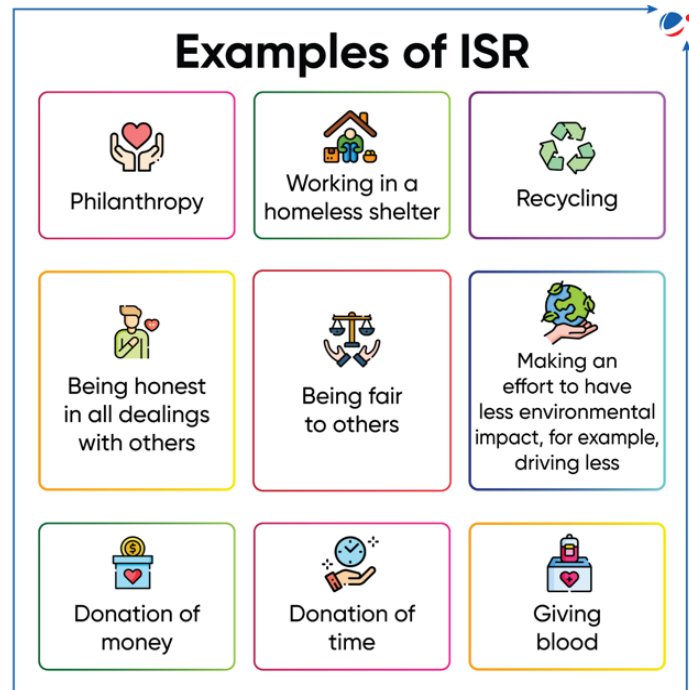 Examples of ISR
Philanthropy
Working in a
homeless shelter
Recycling
Being honest
in all dealings
with others
Being fair
to others
Making an
effort to have
less environmental
impact, for example,
driving less
Donation of
money
Donation of
time
Giving
blood